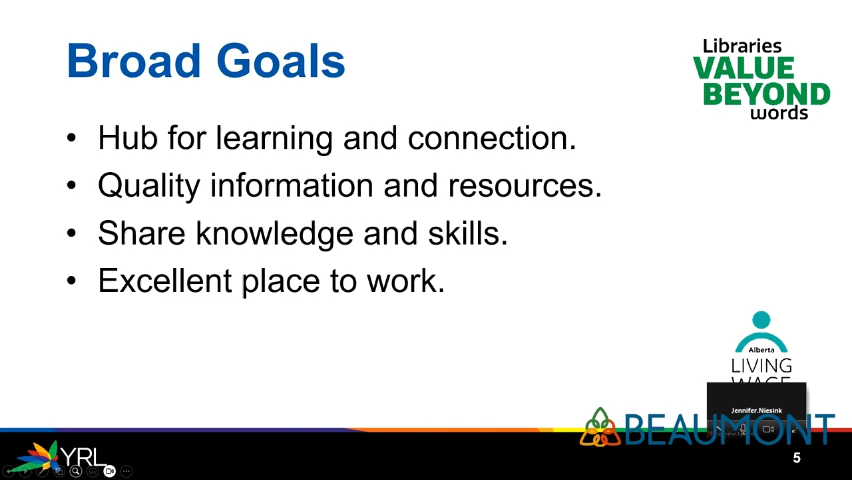 Broad Goals
Libraries
VALUE
BEYOND
words
• Hub for learning and connection.
• Quality information and resources.
• Share knowledge and skills.
• Excellent place to work.
Alberta
LIVING
WAGE
Jennifer.Niesink
BEAUMONT
YRL
5